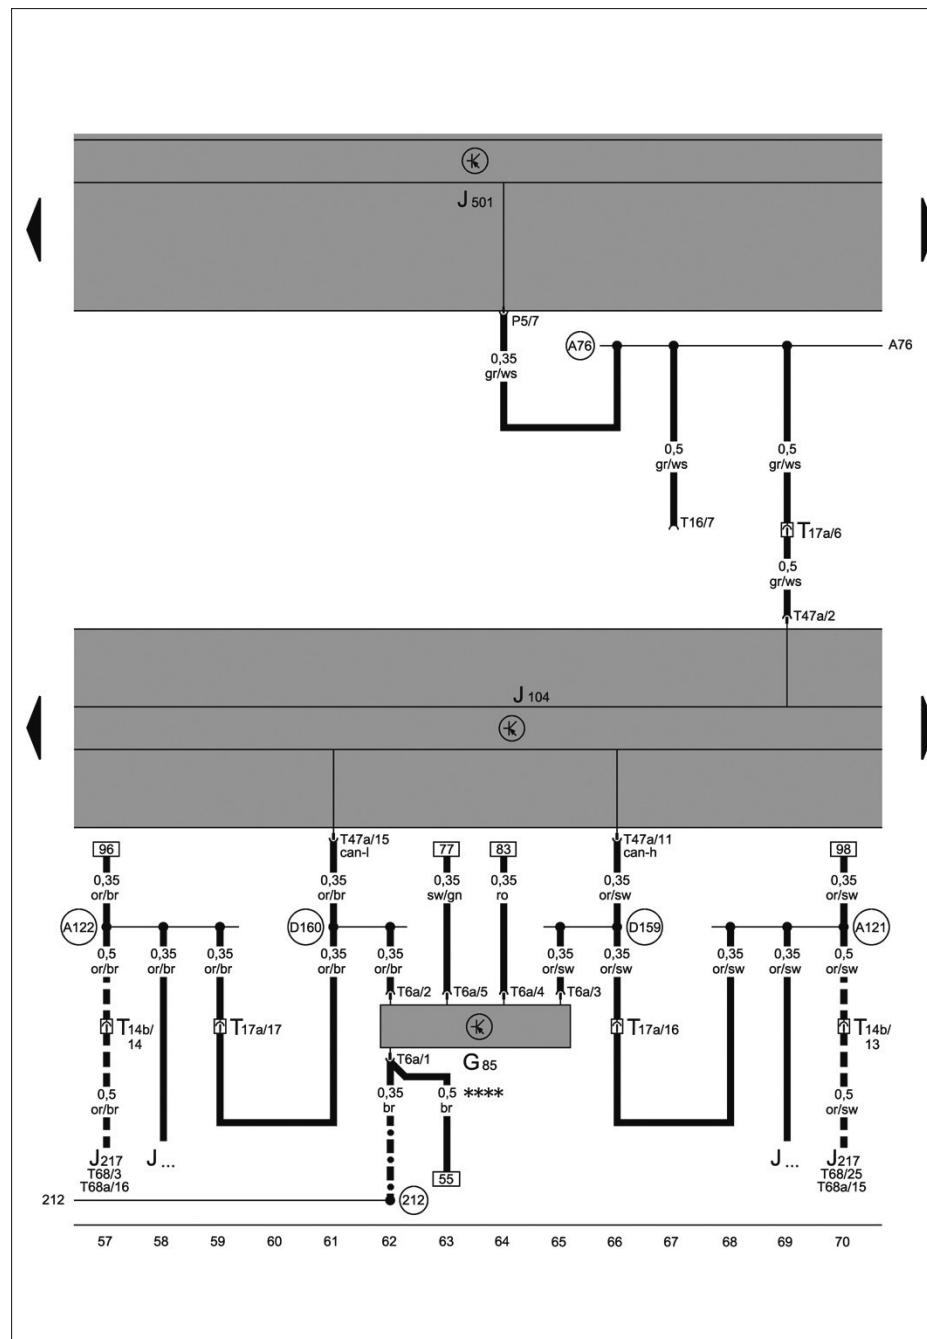 J 501
P5/7
A76
A76
0,35
gr/ws
0,5
gr/ws
0,5
gr/ws
T16/7
T17a/6
0,5
gr/ws
T47a/2
J 104
T47a/15
can-l
T47a/11
can-h
96
77
83
98
0,35
or/br
0,35
or/br
0,35
sw/gn
0,35
ro
0,35
or/sw
0,35
or/sw
A122
D160
D159
A121
0,5
or/br
0,35
or/br
0,35
or/br
0,35
or/br
0,35
or/br
0,35
or/sw
0,35
or/sw
0,35
or/sw
0,35
or/sw
0,5
or/sw
T6a/2
T6a/5
T6a/4
T6a/3
T14b/
14
T17a/17
T17a/16
T14b/
13
T6a/1
G 85
0,5
or/br
0,35
br
0,5
br
****
0,5
or/sw
J217
T68/3
T68a/16
J ...
J ...
J217
T68/25
T68a/15
55
212
212
57 58 59 60 61 62 63 64 65 66 67 68 69 70